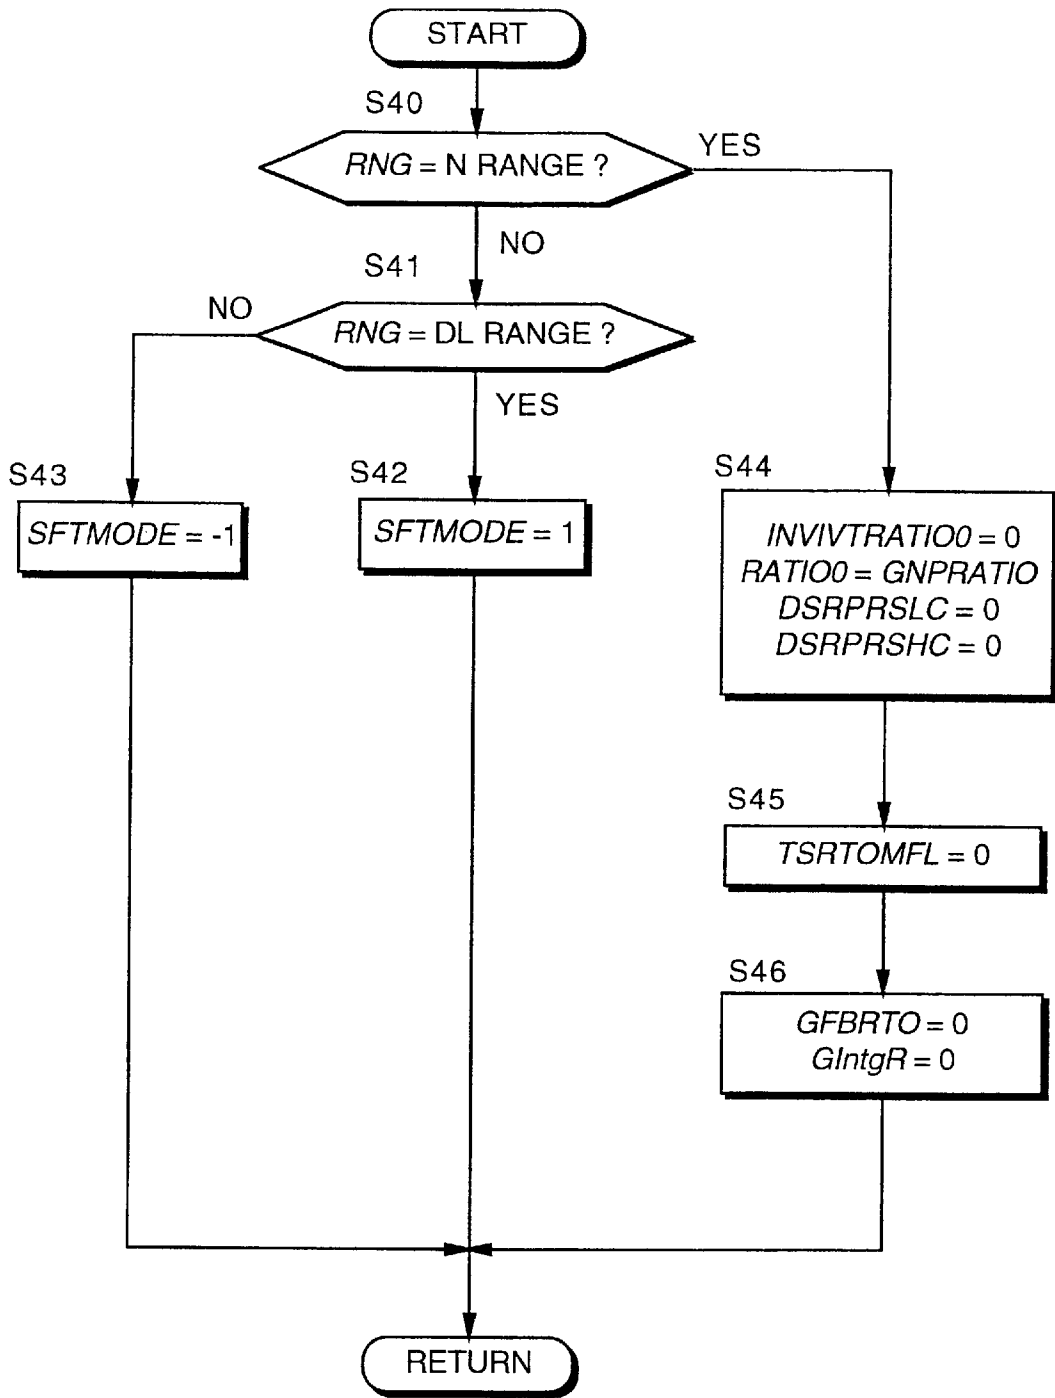 START
S40
RNG = N RANGE ?
YES
NO
S41
NO
RNG = DL RANGE ?
YES
S43
SFTMODE = -1
S42
SFTMODE = 1
S44
INVIVTRATIO0 = 0
RATIO0 = GNPRATIO
DSRPRSLC = 0
DSRPRSHC = 0
S45
TSRTOMFL = 0
S46
GFBRTO = 0
GIntgR = 0
RETURN